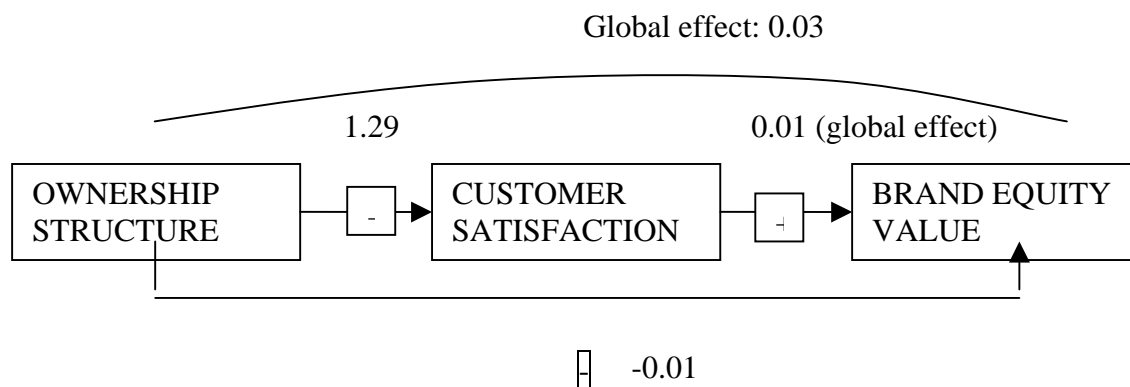 Global effect: 0.03
1.29
0.01 (global effect)
OWNERSHIP
STRUCTURE
-
CUSTOMER
SATISFACTION
BRAND EQUITY
VALUE
- -0.01